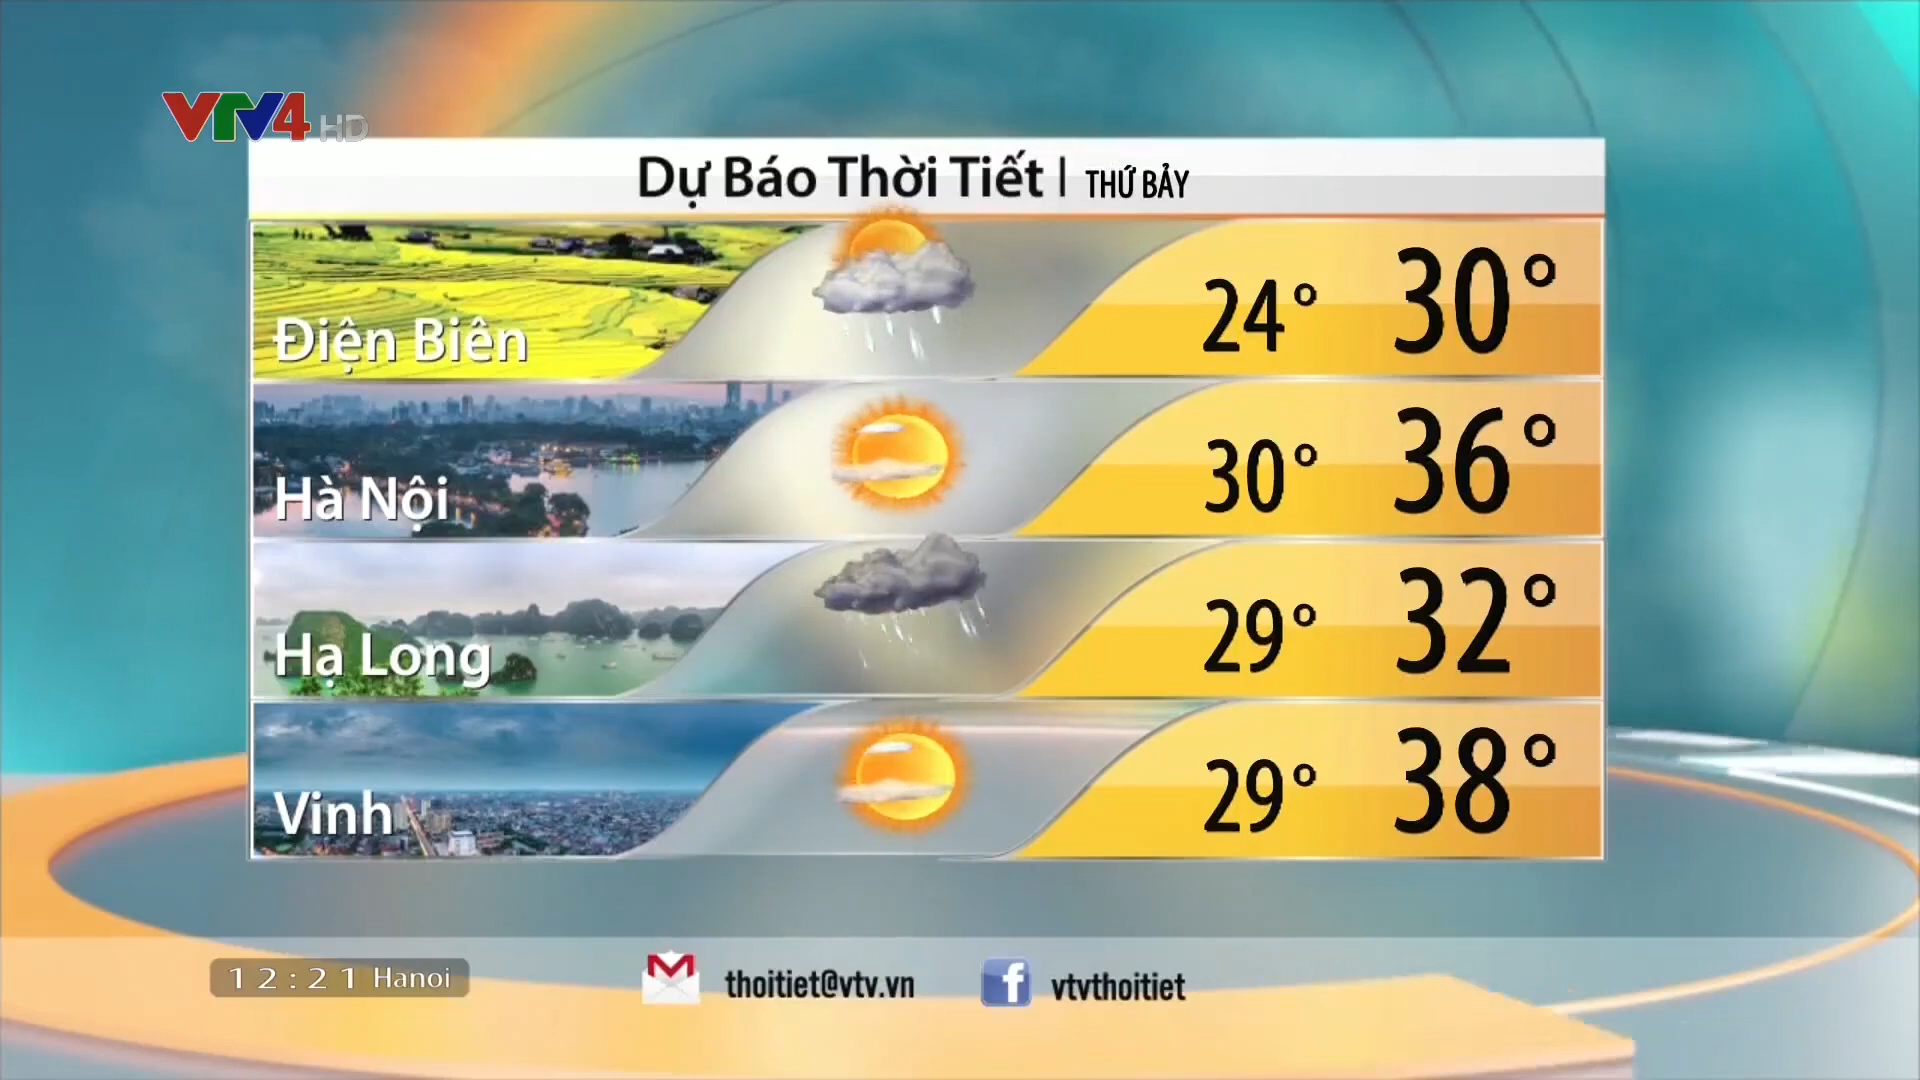 VTV4 HD
Dự Báo Thời Tiết | THỨ BẢY
Điện Biên 24° 30°
Hà Nội 30° 36°
Hạ Long 29° 32°
Vinh 29° 38°
12:21 Hanoi thoitiet@vtv.vn vtvthoitiet